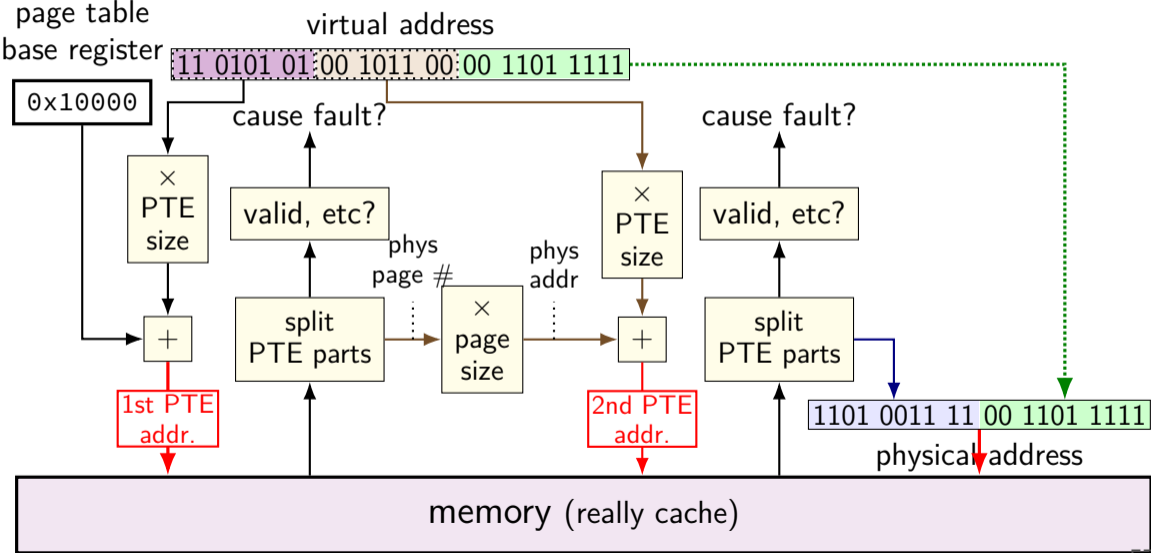 page table
base register
virtual address
11 0101 01 00 1011 00 00 1101 1111
0x10000
cause fault?
cause fault?
×
PTE
size
valid, etc?
×
PTE
size
valid, etc?
phys
page #
phys
addr
+
split
PTE parts
×
page
size
+
split
PTE parts
1st PTE
addr.
2nd PTE
addr.
1101 0011 11 00 1101 1111
physical address
memory (really cache)